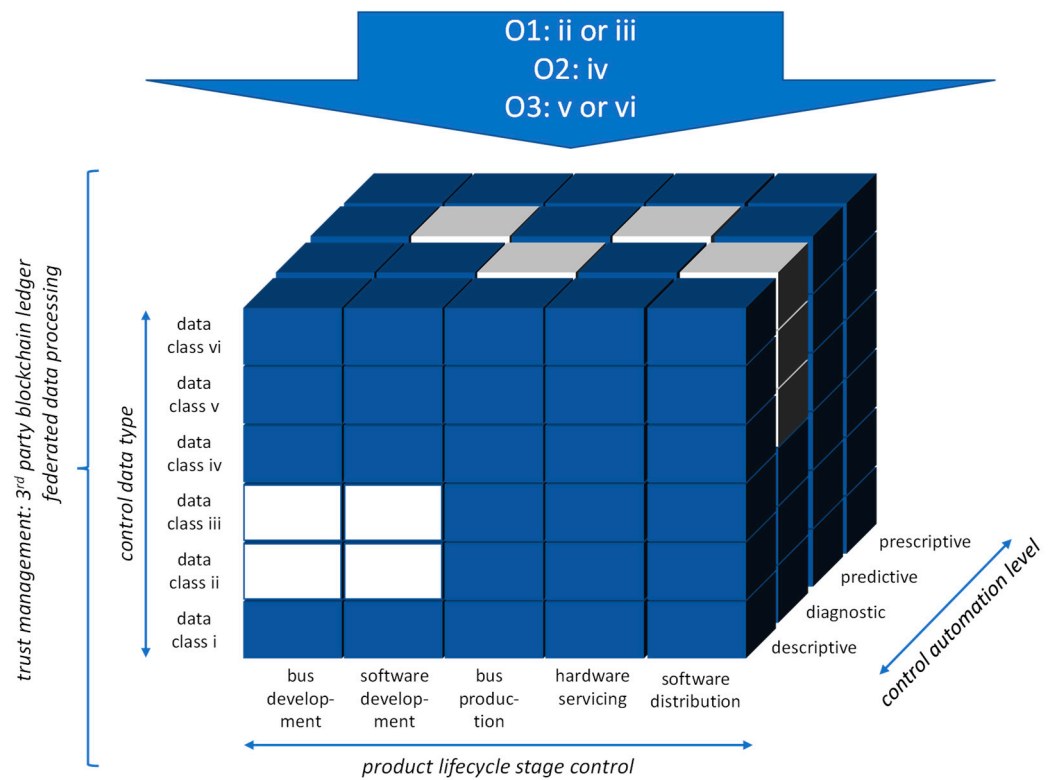 O1: ii or iii
O2: iv
O3: v or vi
trust management: 3rd party blockchain ledger
federated data processing
control data type
data
class vi
data
class v
data
class iv
data
class iii
data
class ii
data
class i
prescriptive
predictive
diagnostic
descriptive
control automation level
bus
develop-
ment
software
develop-
ment
bus
produc-
tion
hardware
servicing
software
distribution
product lifecycle stage control